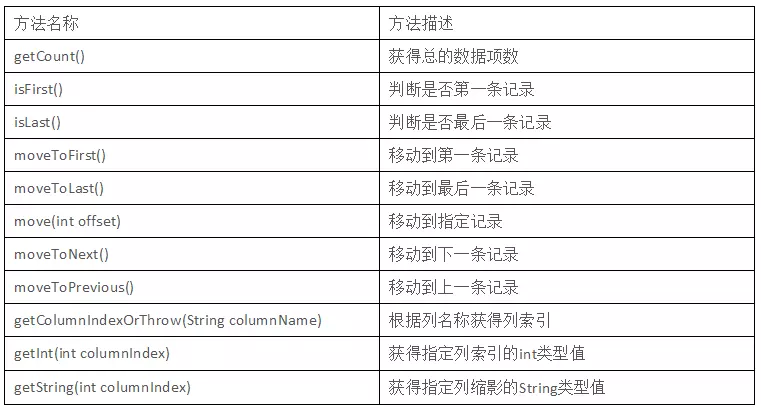 方法名称 方法描述
getCount() 获得总的数据项数
isFirst() 判断是否第一条记录
isLast() 判断是否最后一条记录
moveToFirst() 移动到第一条记录
moveToLast() 移动到最后一条记录
move(int offset) 移动到指定记录
moveToNext() 移动到下一条记录
moveToPrevious() 移动到上一条记录
getColumnIndexOrThrow(String columnName) 根据列名称获得列索引
getInt(int columnIndex) 获得指定列索引的int类型值
getString(int columnIndex) 获得指定列缩影的String类型值